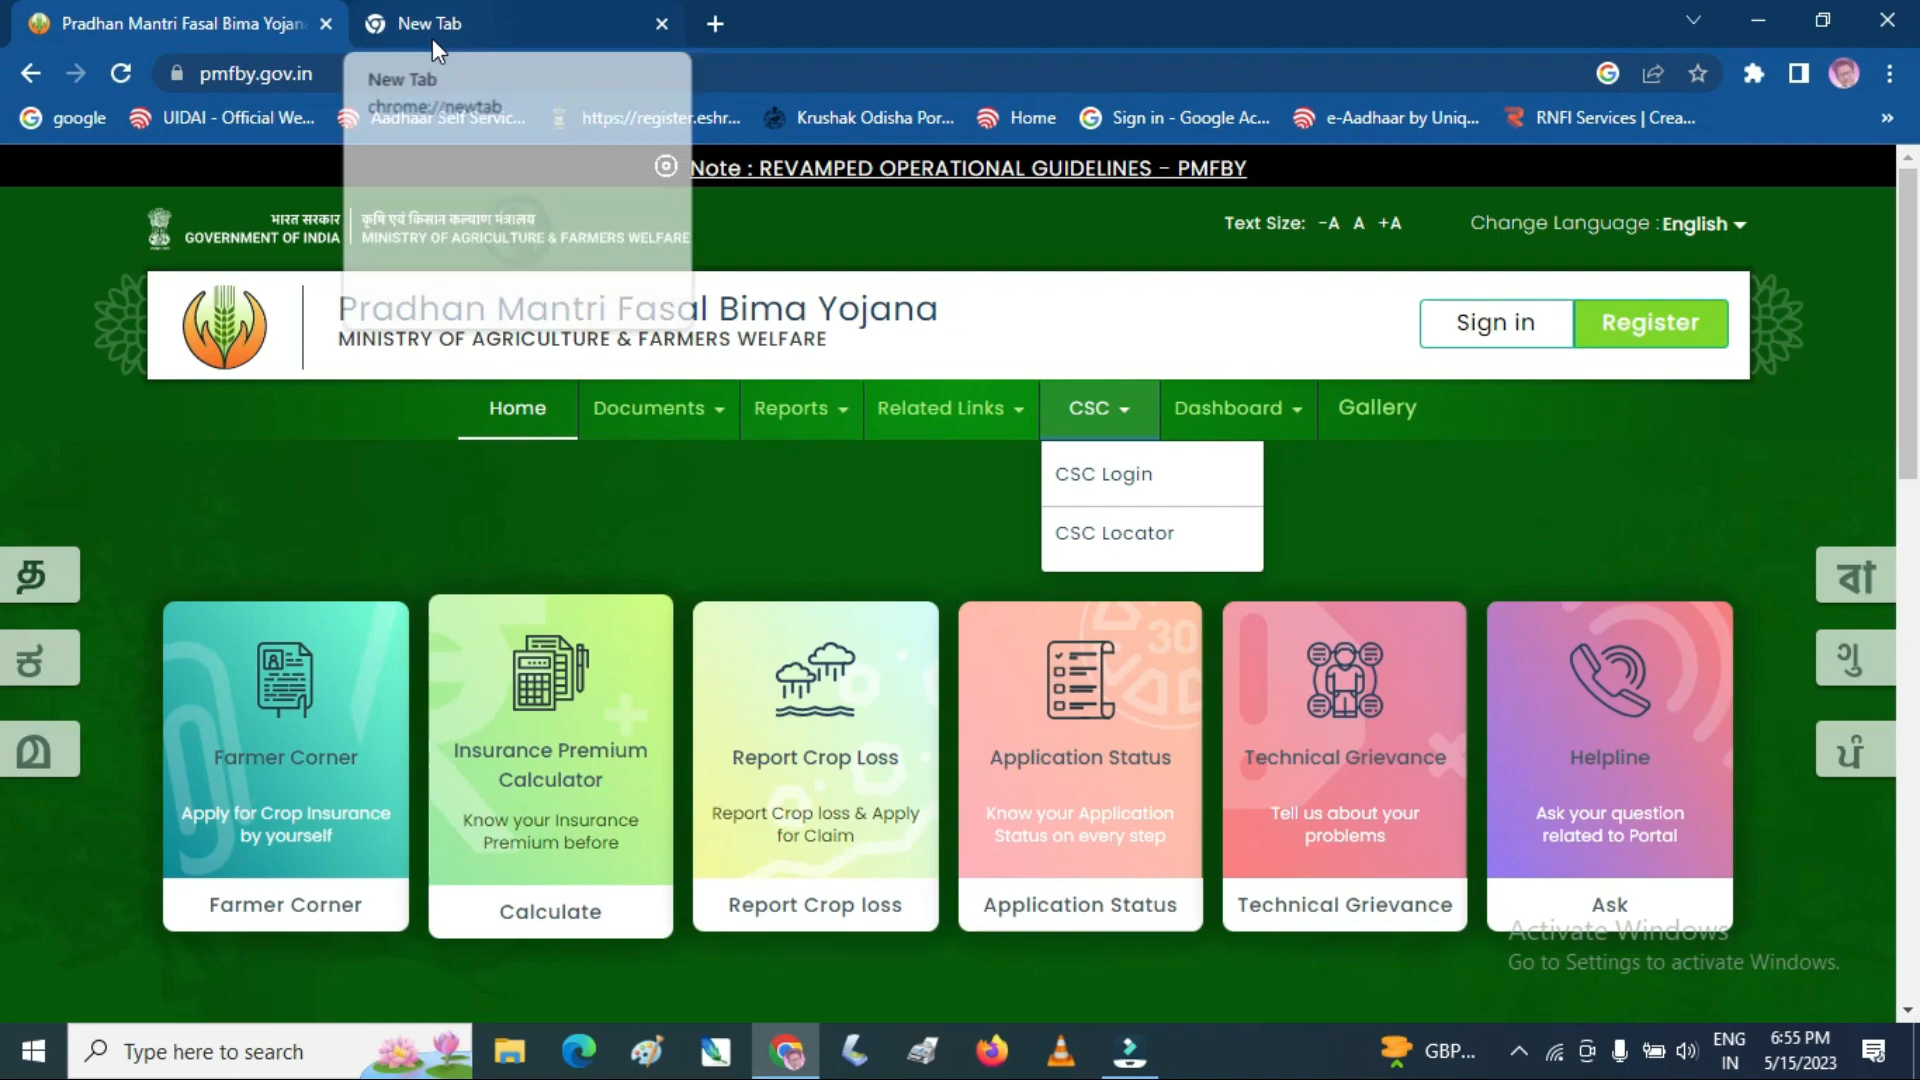 Pradhan Mantri Fasal Bima Yojan
New Tab
pmfby.gov.in
New Tab
chrome://newtab
google
UIDAI - Official We...
Aadhaar Self Servic...
https://register.eshr...
Krushak Odisha Por...
Home
Sign in - Google Ac...
e-Aadhaar by Uniq...
RNFI Services | Crea...
»
Note : REVAMPED OPERATIONAL GUIDELINES - PMFBY
भारत सरकार
GOVERNMENT OF INDIA
कृषि एवं किसान कल्याण मंत्रालय
MINISTRY OF AGRICULTURE & FARMERS WELFARE
Text Size: -A A +A
Change Language : English
Pradhan Mantri Fasal Bima Yojana
MINISTRY OF AGRICULTURE & FARMERS WELFARE
Sign in
Register
Home
Documents
Reports
Related Links
CSC
Dashboard
Gallery
CSC Login
CSC Locator
த
ಕ
മ
বা
ગુ
ਪੰ
Farmer Corner
Apply for Crop Insurance
by yourself
Farmer Corner
Insurance Premium
Calculator
Know your Insurance
Premium before
Calculate
Report Crop Loss
Report Crop loss & Apply
for Claim
Report Crop loss
30
Application Status
Know your Application
Status on every step
Application Status
Technical Grievance
Tell us about your
problems
Technical Grievance
Helpline
Ask your question
related to Portal
Ask
Activate Windows
Go to Settings to activate Windows.
Type here to search
GBP...
ENG
IN
6:55 PM
5/15/2023